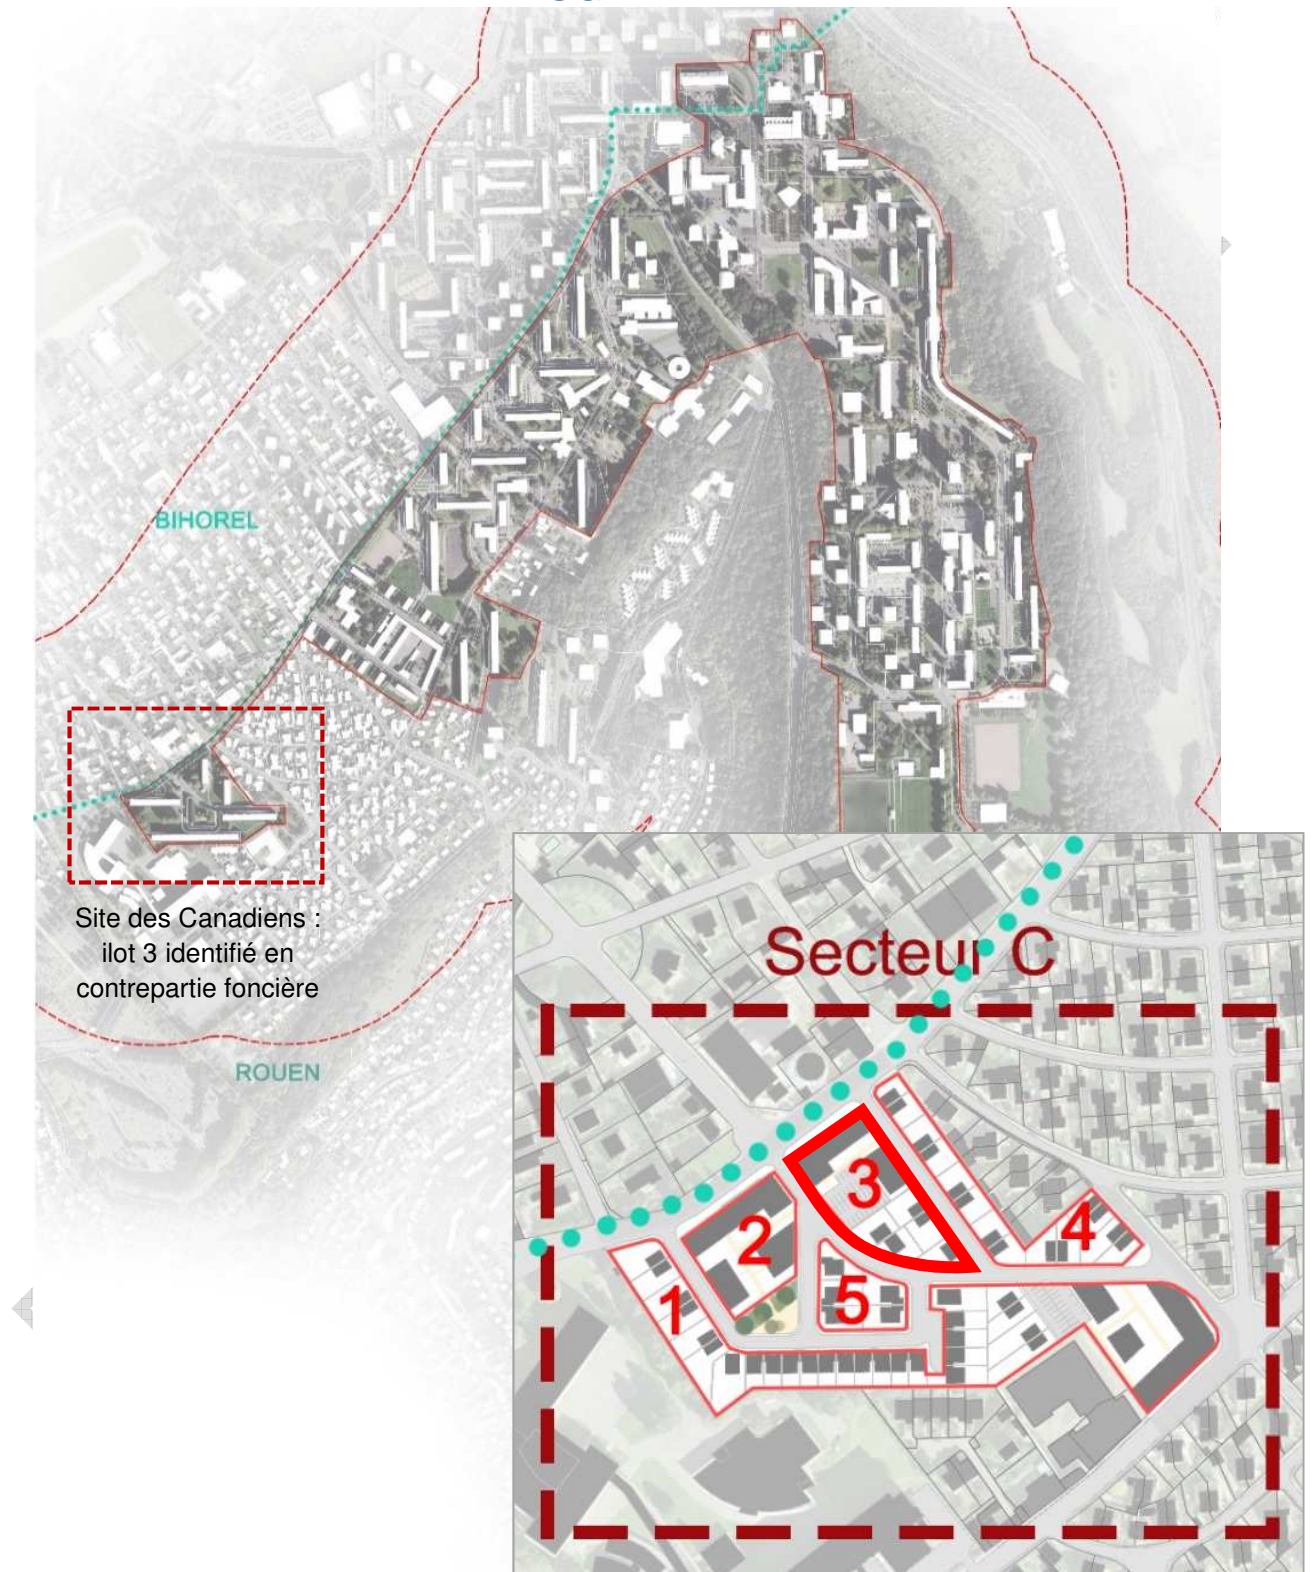 BIHOREL
Site des Canadiens :
ilot 3 identifié en
contrepartie foncière
ROUEN
Secteur C
3
2
4
5
1